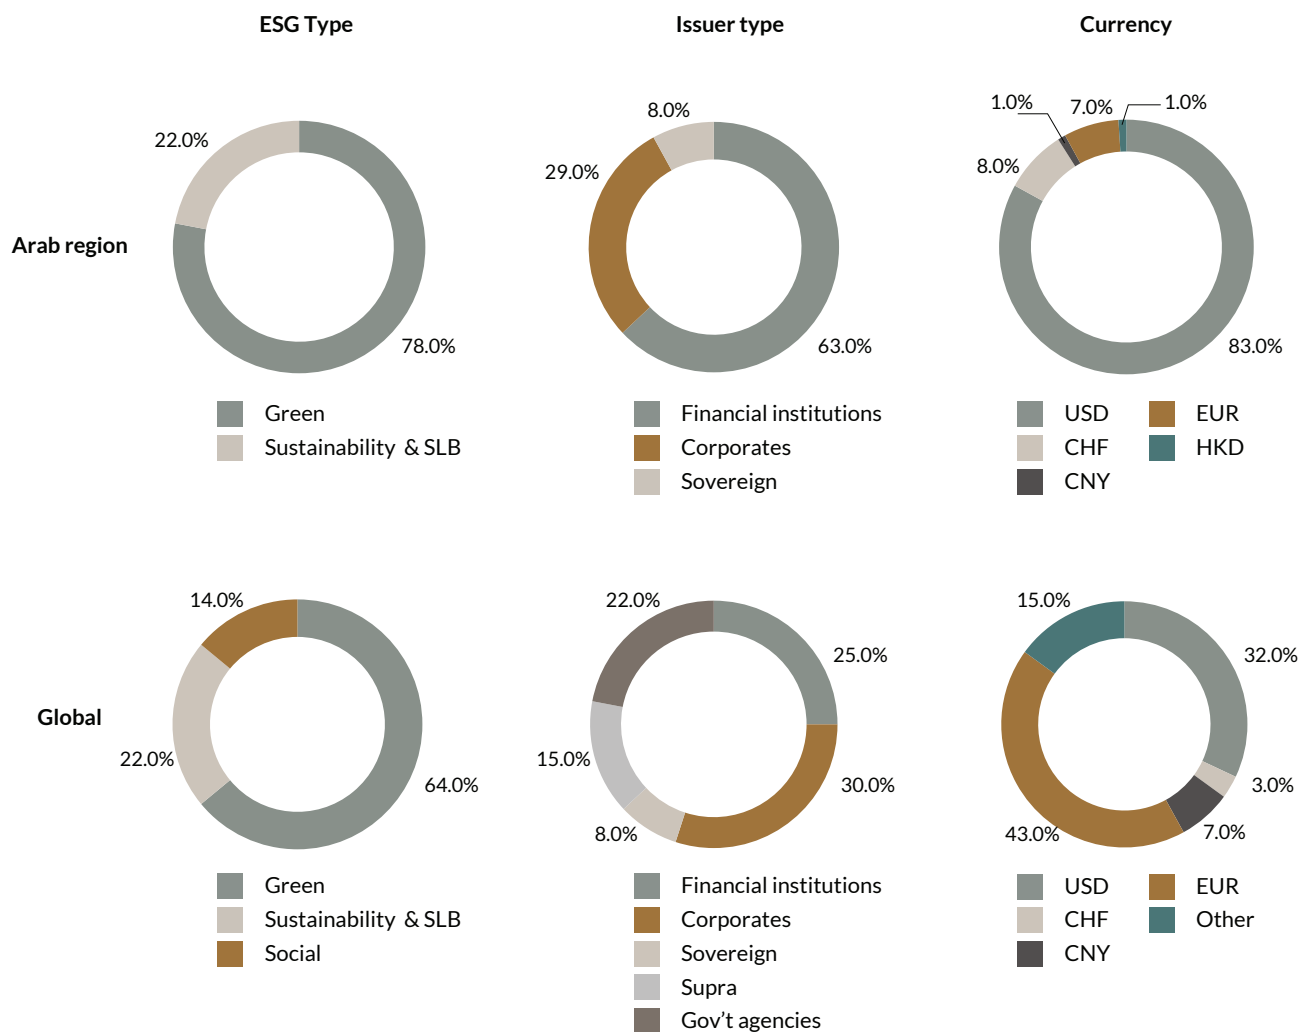 ESG Type
Issuer type
Currency
Arab region
22.0%
78.0%
Green
Sustainability & SLB
8.0%
29.0%
63.0%
Financial institutions
Corporates
Sovereign
1.0%
7.0%
1.0%
8.0%
83.0%
USD
EUR
CHF
HKD
CNY
Global
14.0%
22.0%
64.0%
Green
Sustainability & SLB
Social
22.0%
25.0%
15.0%
30.0%
8.0%
Financial institutions
Corporates
Sovereign
Supra
Gov’t agencies
15.0%
32.0%
3.0%
43.0%
7.0%
USD
EUR
CHF
Other
CNY